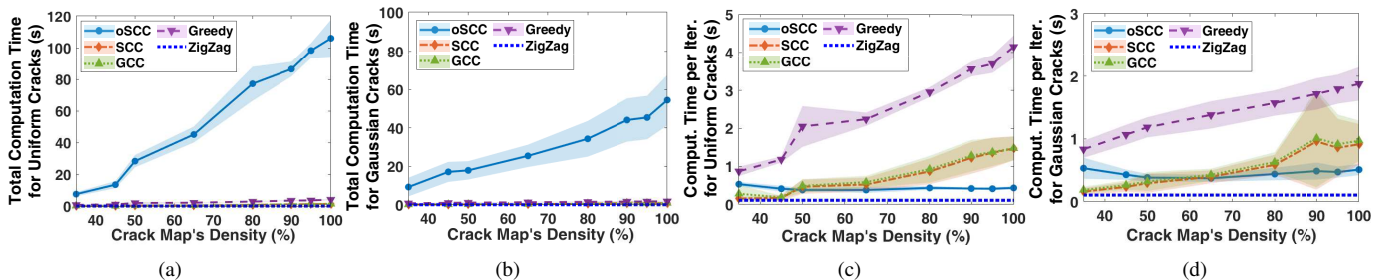 Total Computation Time
for Uniform Cracks (s)
120
100
80
60
40
20
0
oSCC
SCC
GCC
Greedy
ZigZag
40 50 60 70 80 90 100
Crack Map's Density (%)
(a)
Total Computation Time
for Gaussian Cracks (s)
100
80
60
40
20
0
oSCC
SCC
GCC
Greedy
ZigZag
40 50 60 70 80 90 100
Crack Map's Density (%)
(b)
Comput. Time per Iter.
for Uniform Cracks (s)
5
4
3
2
1
0
oSCC
SCC
GCC
Greedy
ZigZag
40 50 60 70 80 90 100
Crack Map's Density (%)
(c)
Comput. Time per Iter.
for Gaussian Cracks (s)
3
2
1
0
oSCC
SCC
GCC
Greedy
ZigZag
40 50 60 70 80 90 100
Crack Map's Density (%)
(d)